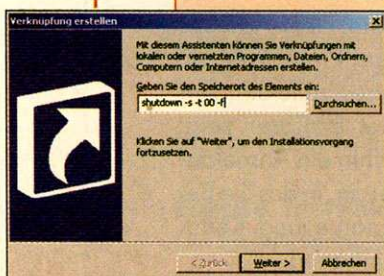 Verknüpfung erstellen
Mit diesem Assistenten können Sie Verknüpfungen mit
lokalen oder vernetzten Programmen, Dateien, Ordnern,
Computern oder Internetadressen erstellen.
Geben Sie den Speicherort des Elements ein:
shutdown -s -t 00 -f
Durchsuchen...
Klicken Sie auf "Weiter", um den Installationsvorgang
fortzusetzen.
< Zurück
Weiter >
Abbrechen